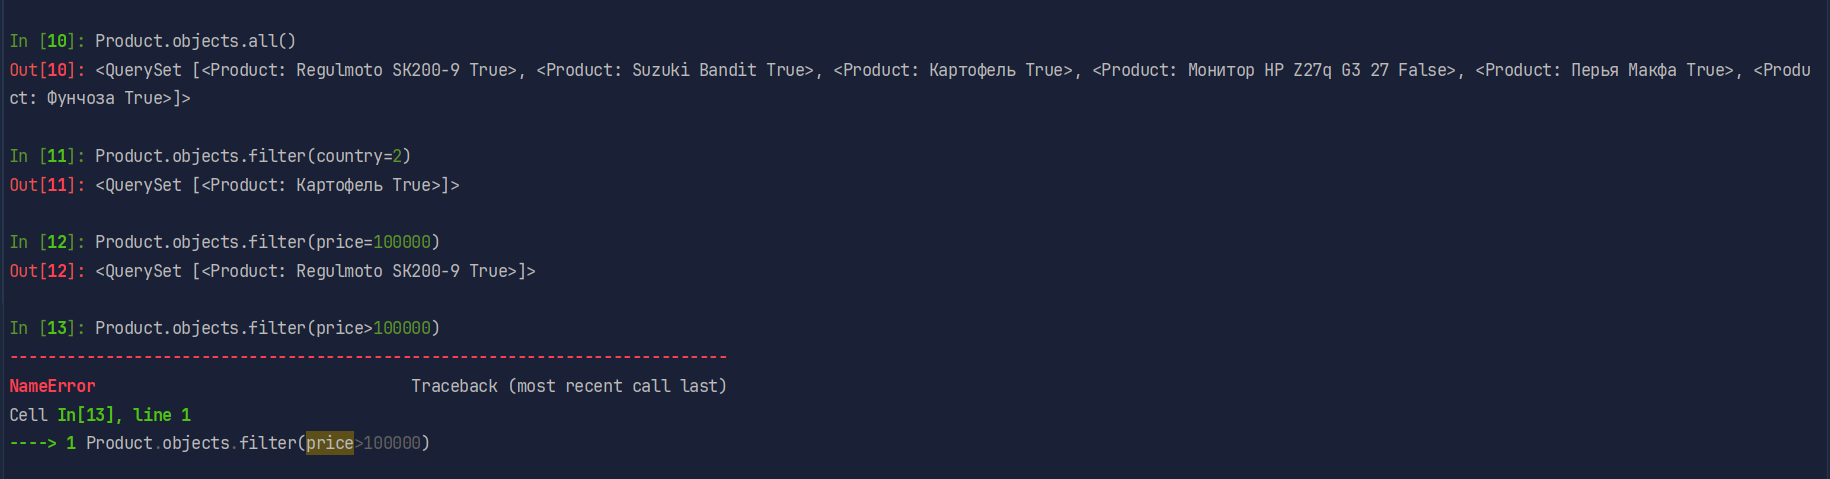 In [10]: Product.objects.all()
Out[10]: <QuerySet [<Product: Regulmoto SK200-9 True>, <Product: Suzuki Bandit True>, <Product: Картофель True>, <Product: Монитор HP Z27q G3 27 False>, <Product: Перья Макфа True>, <Produ
ct: Фунчоза True>]>
In [11]: Product.objects.filter(country=2)
Out[11]: <QuerySet [<Product: Картофель True>]>
In [12]: Product.objects.filter(price=100000)
Out[12]: <QuerySet [<Product: Regulmoto SK200-9 True>]>
In [13]: Product.objects.filter(price>100000)
---------------------------------------------------------------------------
NameError                                 Traceback (most recent call last)
Cell In[13], line 1
----> 1 Product.objects.filter(price>100000)